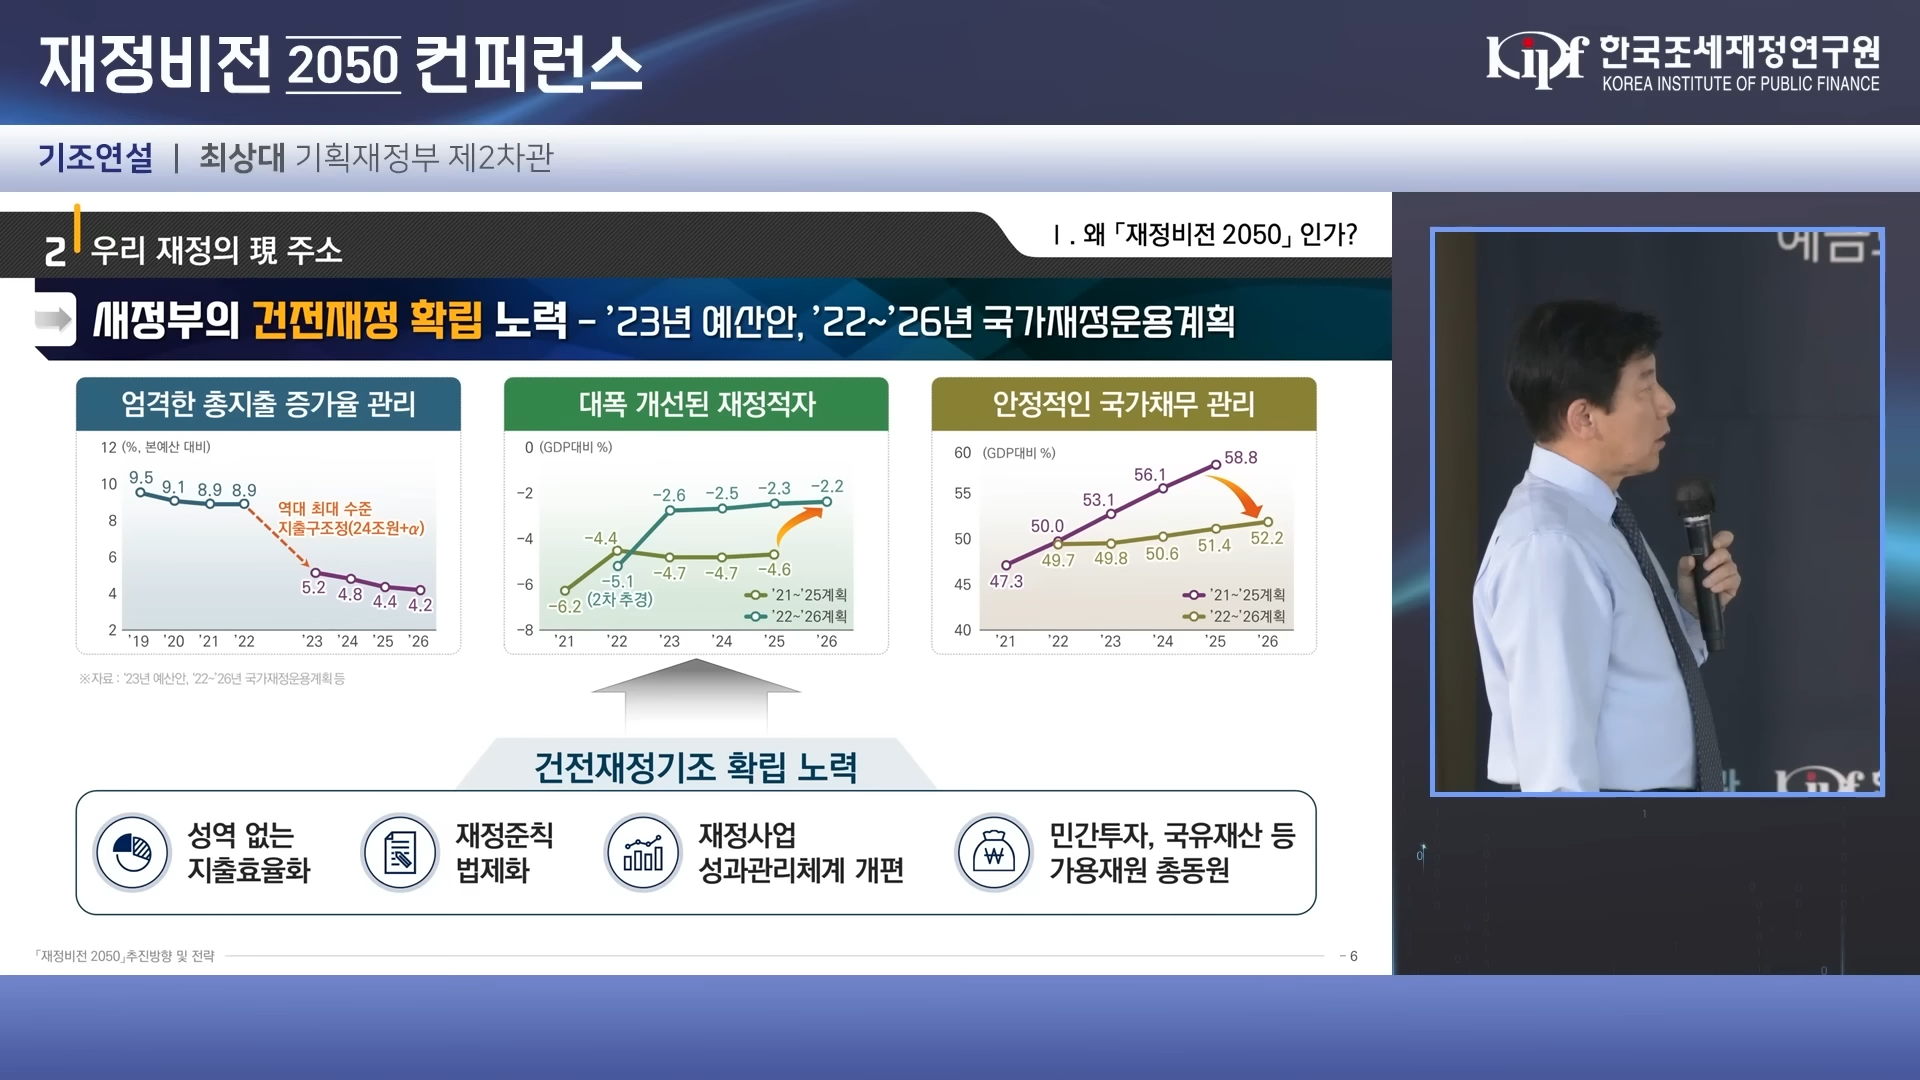 재정비전 2050 컨퍼런스
kipf 한국조세재정연구원
KOREA INSTITUTE OF PUBLIC FINANCE
기조연설 | 최상대 기획재정부 제2차관
2 우리 재정의 現 주소
Ⅰ. 왜 「재정비전 2050」 인가?
새정부의 건전재정 확립 노력 – ’23년 예산안, ’22~’26년 국가재정운용계획
엄격한 총지출 증가율 관리
12 (%, 본예산 대비)
10
8
6
4
2
9.5 9.1 8.9 8.9
역대 최대 수준
지출구조정(24조원+α)
5.2 4.8 4.4 4.2
’19 ’20 ’21 ’22 ’23 ’24 ’25 ’26
대폭 개선된 재정적자
0 (GDP대비 %)
−2
−4
−6
−8
−2.6 −2.5 −2.3 −2.2
−4.4
−5.1
(2차 추경)
−4.7 −4.7 −4.6
−6.2
’21~’25계획
’22~’26계획
’21 ’22 ’23 ’24 ’25 ’26
안정적인 국가채무 관리
60 (GDP대비 %)
55
50
45
40
47.3 50.0 53.1 56.1 58.8
49.7 49.8 50.6 51.4 52.2
’21~’25계획
’22~’26계획
’21 ’22 ’23 ’24 ’25 ’26
※자료 : ’23년 예산안, ’22~’26년 국가재정운용계획 등
건전재정기조 확립 노력
성역 없는
지출효율화
재정준칙
법제화
재정사업
성과관리체계 개편
₩
민간투자, 국유재산 등
가용재원 총동원
「재정비전 2050」추진방향 및 전략
- 6
예금
kipf